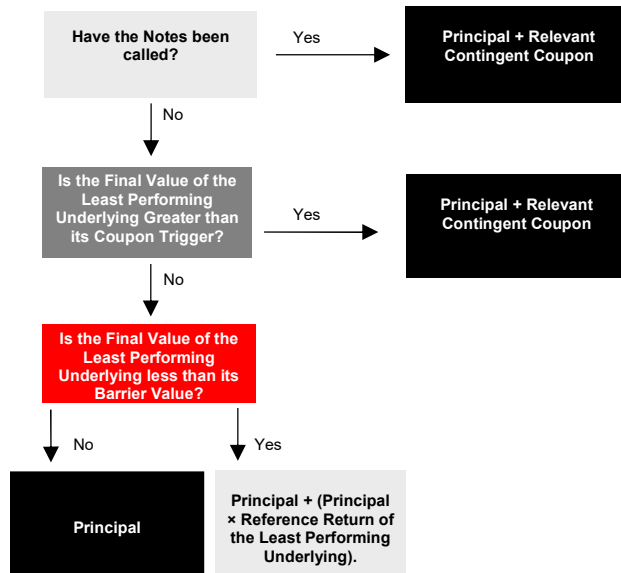 Have the Notes been
called?
Yes
Principal + Relevant
Contingent Coupon
No
Is the Final Value of the
Least Performing
Underlying Greater than
its Coupon Trigger?
Yes
Principal + Relevant
Contingent Coupon
No
Is the Final Value of the
Least Performing
Underlying less than its
Barrier Value?
No
Yes
Principal
Principal + (Principal
× Reference Return of
the Least Performing
Underlying).